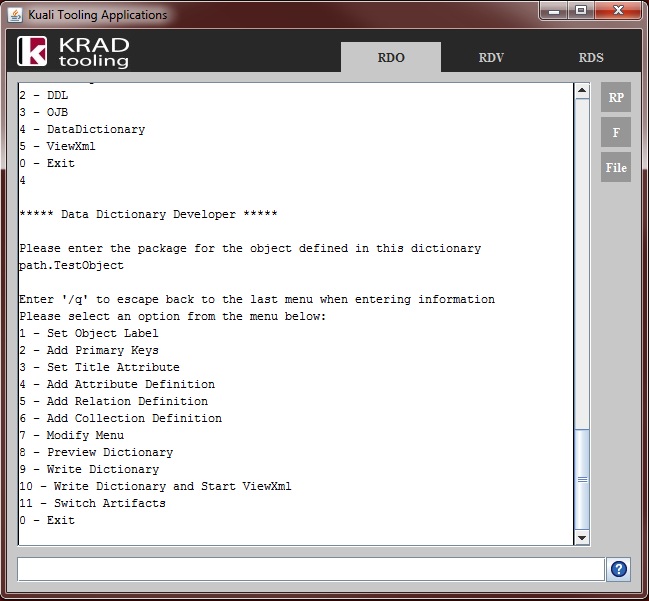 Kuali Tooling Applications
KRAD
tooling
RDO
RDV
RDS
RP
F
File
2 - DDL
3 - OJB
4 - DataDictionary
5 - ViewXml
0 - Exit
4
***** Data Dictionary Developer *****
Please enter the package for the object defined in this dictionary
path.TestObject
Enter '/q' to escape back to the last menu when entering information
Please select an option from the menu below:
1 - Set Object Label
2 - Add Primary Keys
3 - Set Title Attribute
4 - Add Attribute Definition
5 - Add Relation Definition
6 - Add Collection Definition
7 - Modify Menu
8 - Preview Dictionary
9 - Write Dictionary
10 - Write Dictionary and Start ViewXml
11 - Switch Artifacts
0 - Exit
?